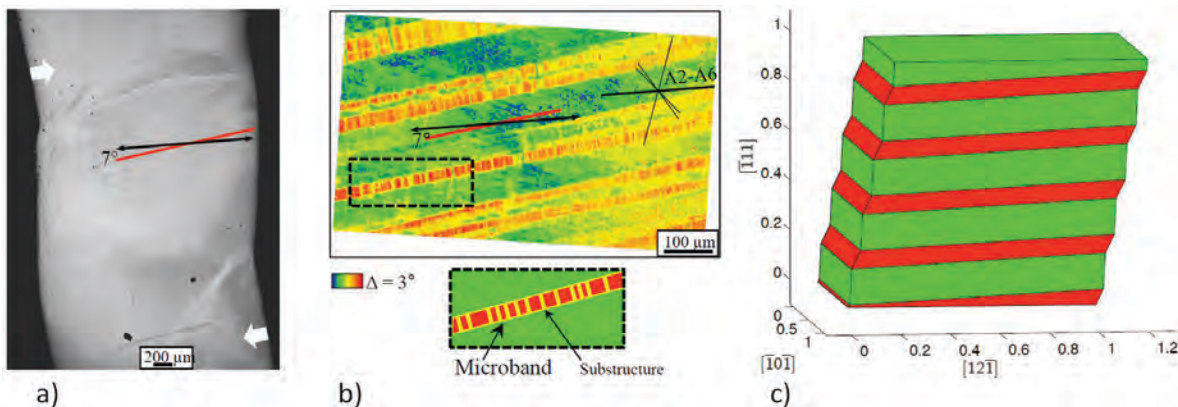 7°
200 µm
a)
A2-A6
7°
100 µm
Δ = 3°
Microband
Substructure
b)
1
0.8
0.6
0.4
0.2
0
[1̅11]
0
0.5
1
[1̅01̅]
0
0.2
0.4
0.6
0.8
1
1.2
[121̅]
c)